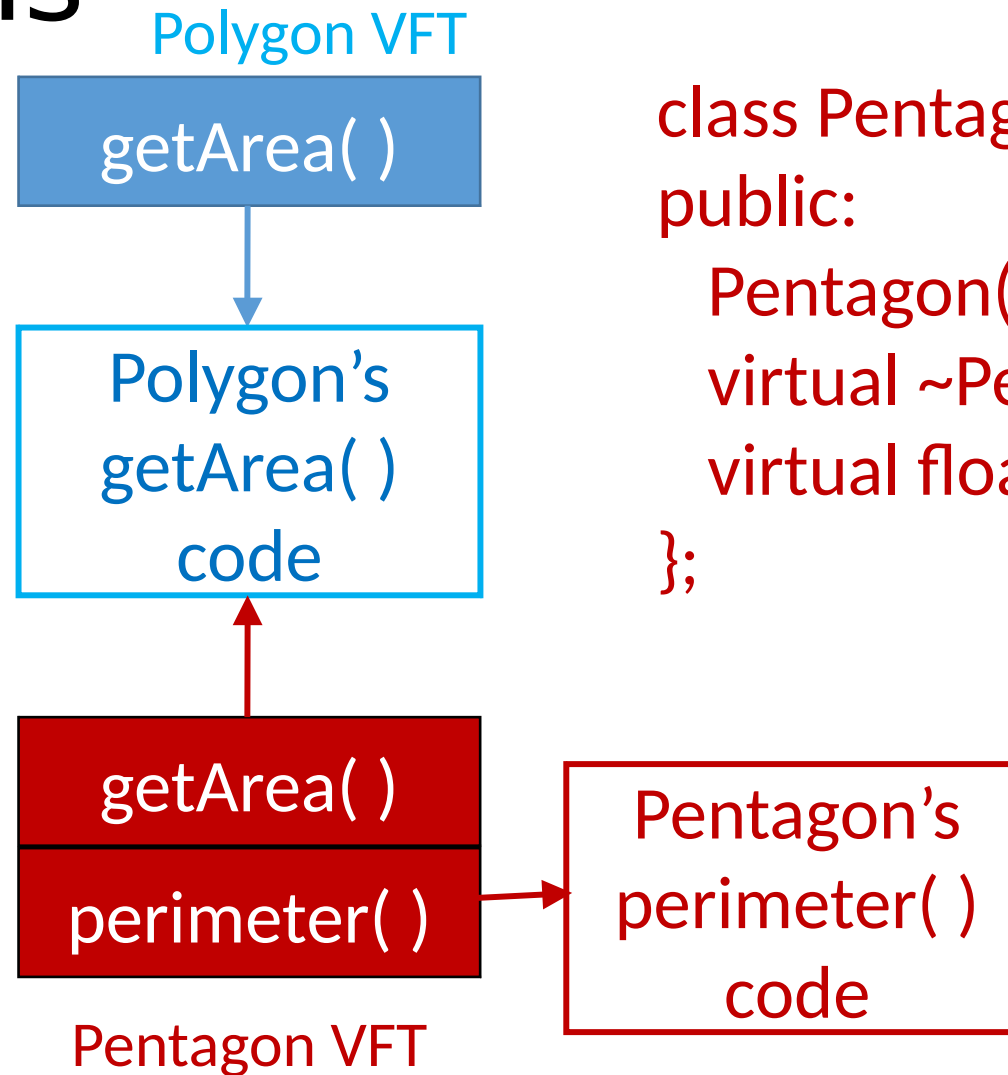 Polygon VFT
getArea( )
Polygon’s
getArea( )
code
getArea( )
perimeter( )
Pentagon VFT
Pentagon’s
perimeter( )
code
class Pentag
public:
Pentagon(
virtual ~Pe
virtual floa
};